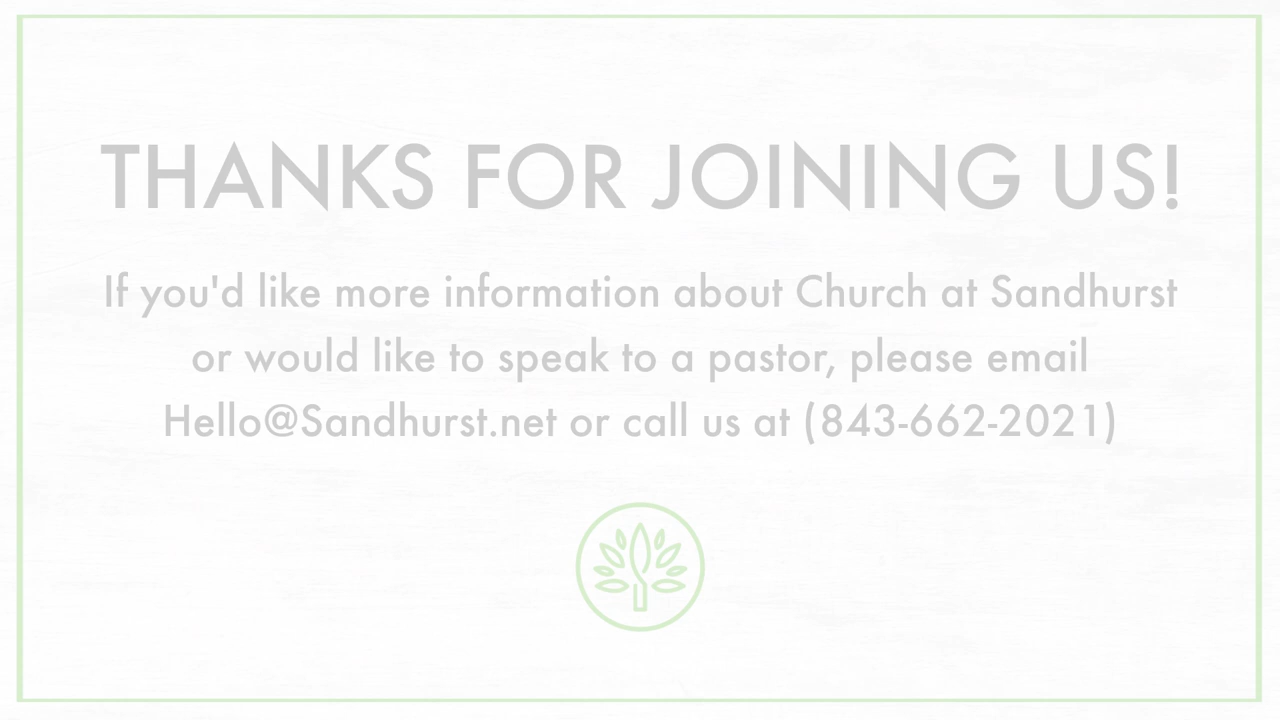 THANKS FOR JOINING US!
If you'd like more information about Church at Sandhurst
or would like to speak to a pastor, please email
Hello@Sandhurst.net or call us at (843-662-2021)